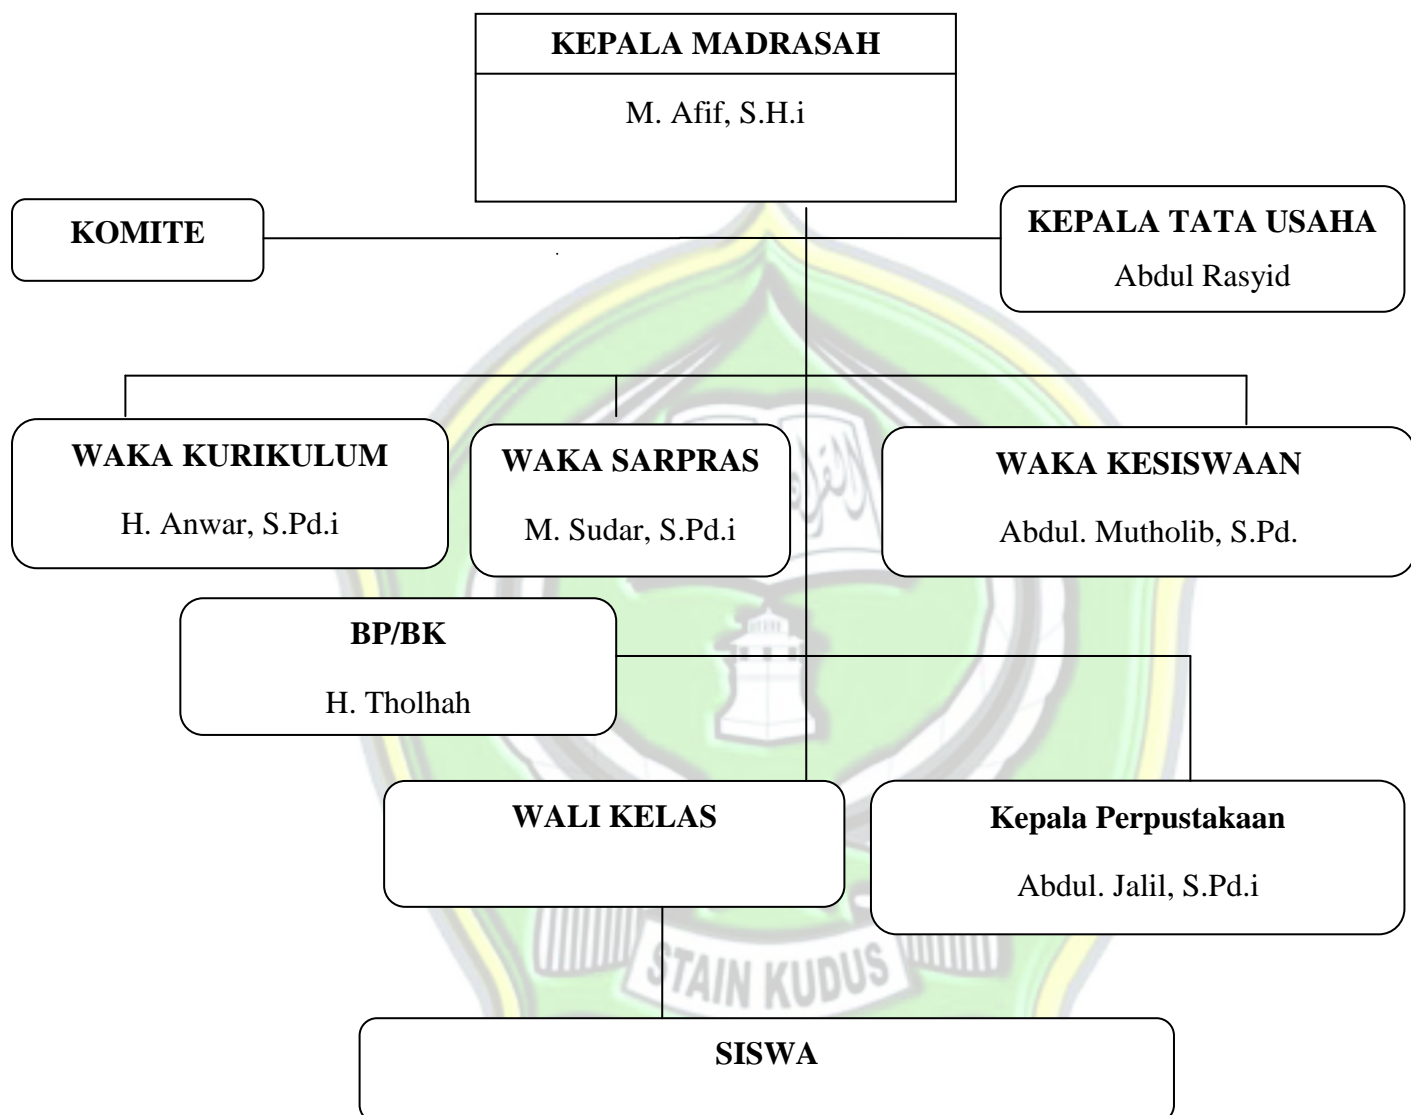 KEPALA MADRASAH
M. Afif, S.H.i
KOMITE
KEPALA TATA USAHA
Abdul Rasyid
WAKA KURIKULUM
H. Anwar, S.Pd.i
WAKA SARPRAS
M. Sudar, S.Pd.i
WAKA KESISWAAN
Abdul. Mutholib, S.Pd.
BP/BK
H. Tholhah
WALI KELAS
Kepala Perpustakaan
Abdul. Jalil, S.Pd.i
STAIN KUDUS
SISWA